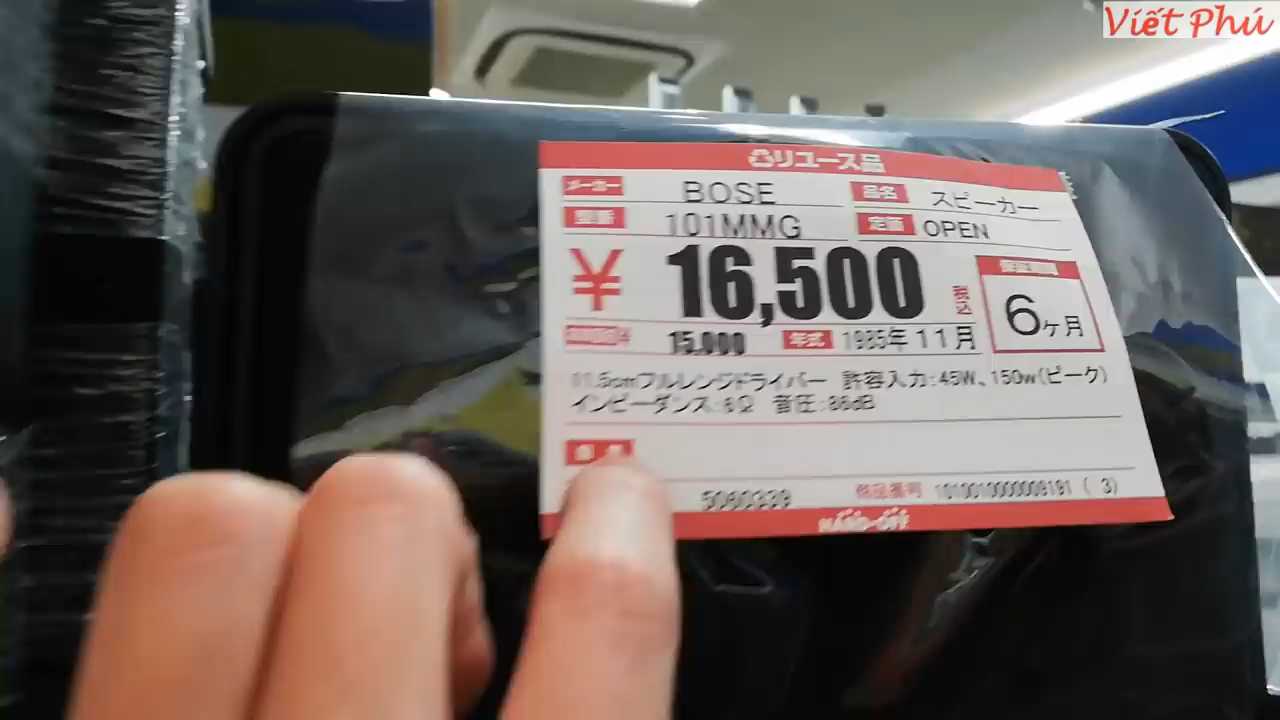 Viết Phú
リユース品
メーカー BOSE 品名 スピーカー
型番 101MMG 定価 OPEN
¥ 16,500 税込
保証期間
6ヶ月
15,000 年式 1985年11月
11.5cmフルレンジドライバー 許容入力:45W、150w(ピーク)
インピーダンス:6Ω 音圧:86dB
5060339 商品番号 1010010000009191 ( 3)
HARD-OFF